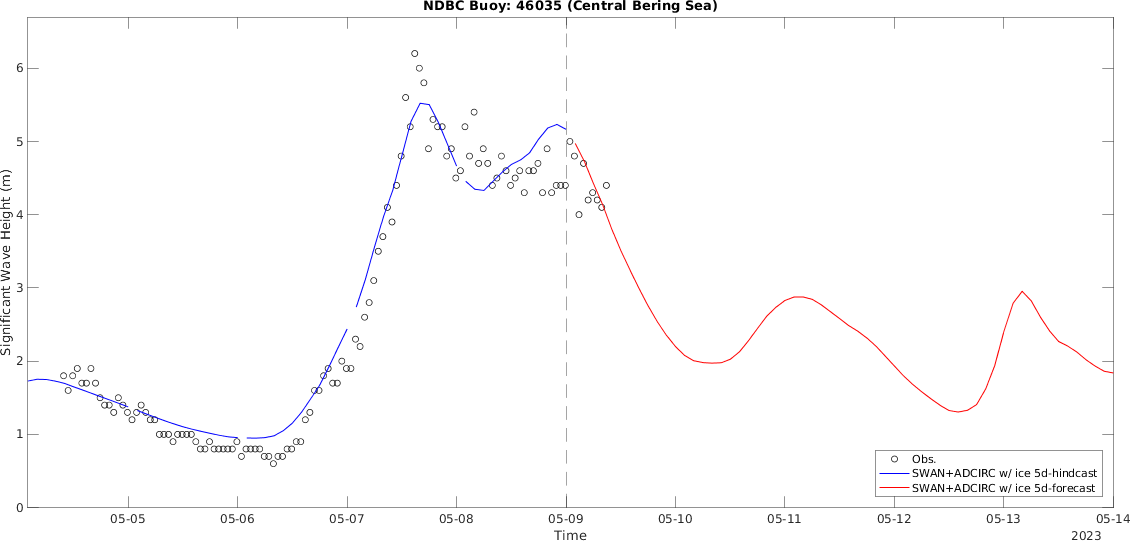 NDBC Buoy: 46035 (Central Bering Sea)
Significant Wave Height (m)
6
5
4
3
2
1
0
Obs.
SWAN+ADCIRC w/ ice 5d-hindcast
SWAN+ADCIRC w/ ice 5d-forecast
05-05 05-06 05-07 05-08 05-09 05-10 05-11 05-12 05-13 05-14
Time
2023